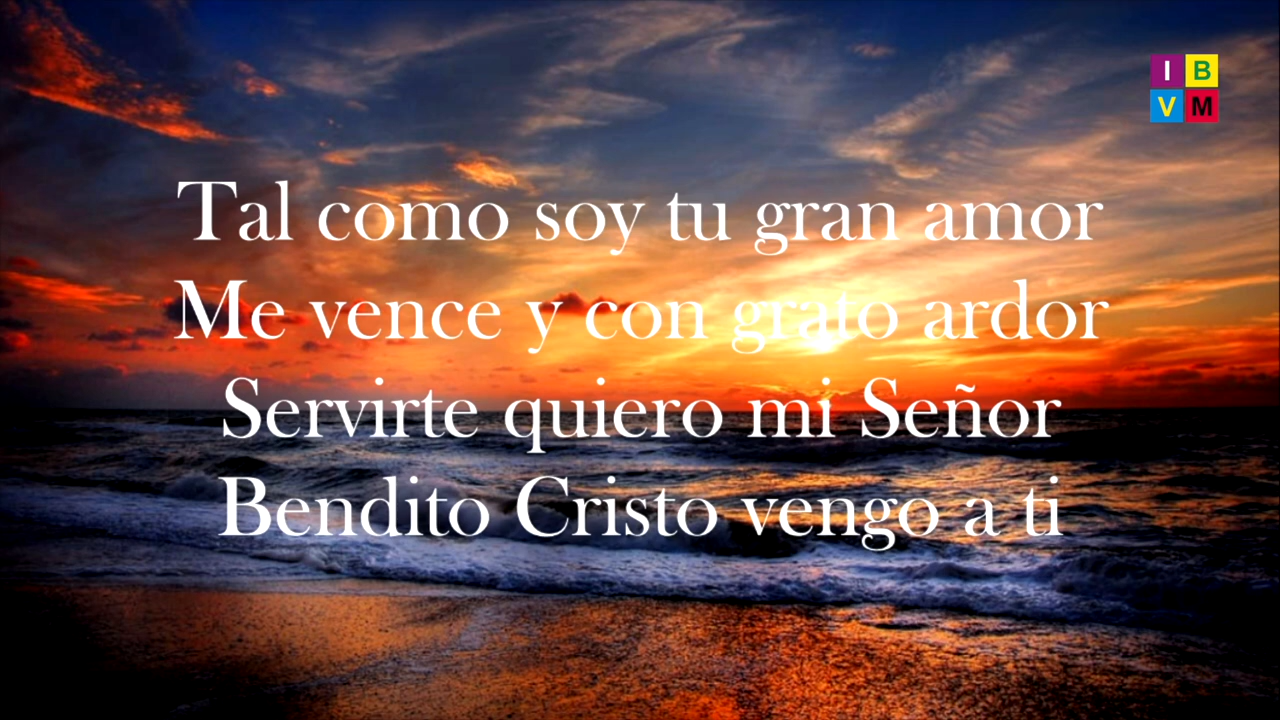 I B
V M
Tal como soy tu gran amor
Me vence y con grato ardor
Servirte quiero mi Señor
Bendito Cristo vengo a ti